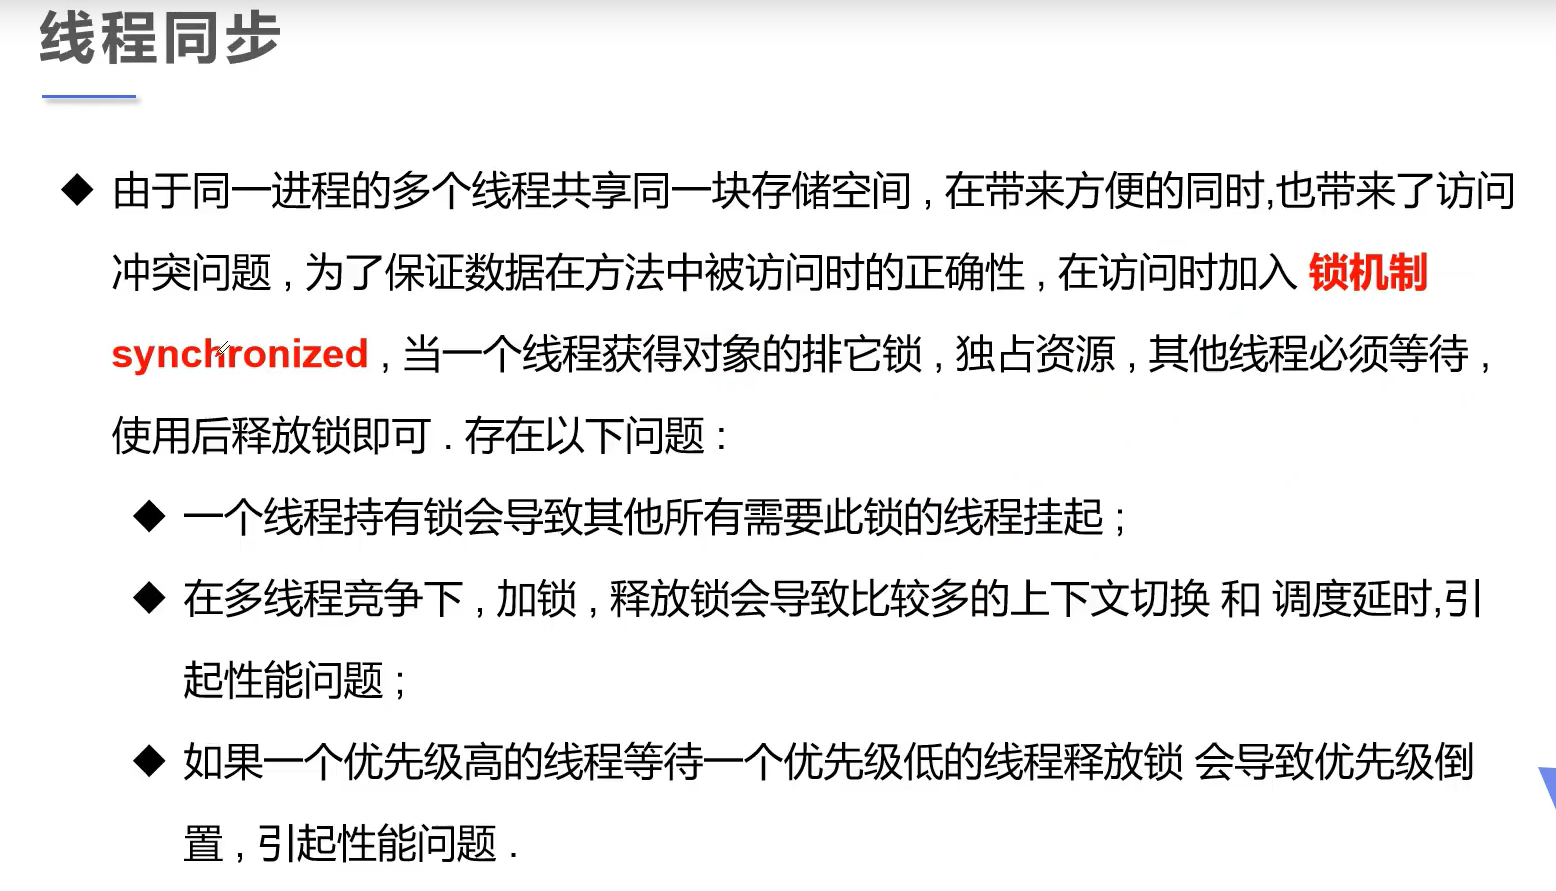 线程同步
◆ 由于同一进程的多个线程共享同一块存储空间 , 在带来方便的同时,也带来了访问
冲突问题 , 为了保证数据在方法中被访问时的正确性 , 在访问时加入 锁机制
synchronized , 当一个线程获得对象的排它锁 , 独占资源 , 其他线程必须等待 ,
使用后释放锁即可 . 存在以下问题 :
◆ 一个线程持有锁会导致其他所有需要此锁的线程挂起 ;
◆ 在多线程竞争下 , 加锁 , 释放锁会导致比较多的上下文切换 和 调度延时,引
起性能问题 ;
◆ 如果一个优先级高的线程等待一个优先级低的线程释放锁 会导致优先级倒
置 , 引起性能问题 .